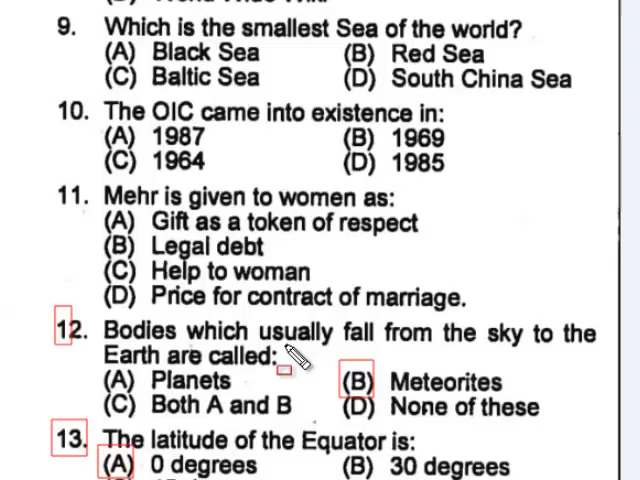 9. Which is the smallest Sea of the world?
(A) Black Sea (B) Red Sea
(C) Baltic Sea (D) South China Sea
10. The OIC came into existence in:
(A) 1987 (B) 1969
(C) 1964 (D) 1985
11. Mehr is given to women as:
(A) Gift as a token of respect
(B) Legal debt
(C) Help to woman
(D) Price for contract of marriage.
12. Bodies which usually fall from the sky to the
Earth are called:
(A) Planets (B) Meteorites
(C) Both A and B (D) None of these
13. The latitude of the Equator is:
(A) 0 degrees (B) 30 degrees